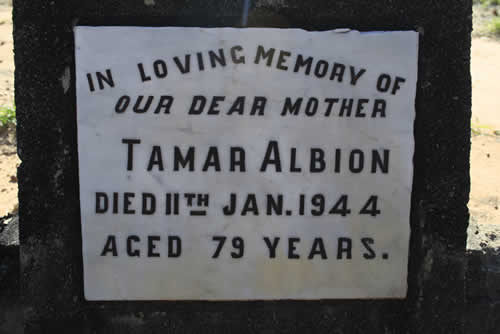 IN LOVING MEMORY OF
OUR DEAR MOTHER
TAMAR ALBION
DIED 11TH JAN. 1944
AGED 79 YEARS.